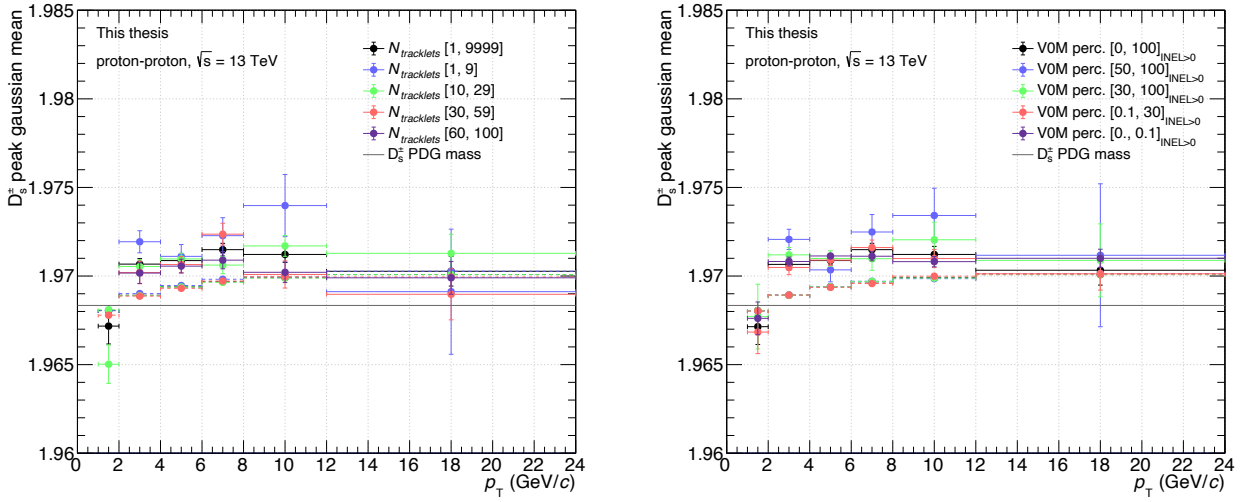 1.985
1.98
1.975
1.97
1.965
1.96
D_s^± peak gaussian mean
This thesis
proton-proton, √s = 13 TeV
N_tracklets [1, 9999]
N_tracklets [1, 9]
N_tracklets [10, 29]
N_tracklets [30, 59]
N_tracklets [60, 100]
D_s^± PDG mass
0 2 4 6 8 10 12 14 16 18 20 22 24
p_T (GeV/c)
1.985
1.98
1.975
1.97
1.965
1.96
D_s^± peak gaussian mean
This thesis
proton-proton, √s = 13 TeV
V0M perc. [0, 100]_INEL>0
V0M perc. [50, 100]_INEL>0
V0M perc. [30, 100]_INEL>0
V0M perc. [0.1, 30]_INEL>0
V0M perc. [0., 0.1]_INEL>0
D_s^± PDG mass
0 2 4 6 8 10 12 14 16 18 20 22 24
p_T (GeV/c)